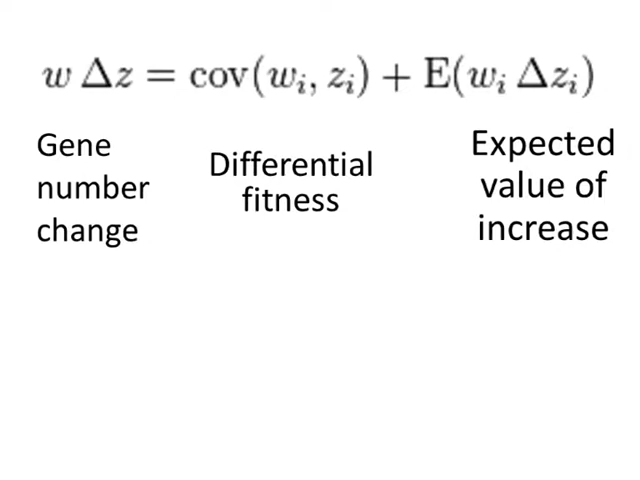 w Δz = cov(wᵢ, zᵢ) + E(wᵢ Δzᵢ)
Gene
number
change
Differential
fitness
Expected
value of
increase